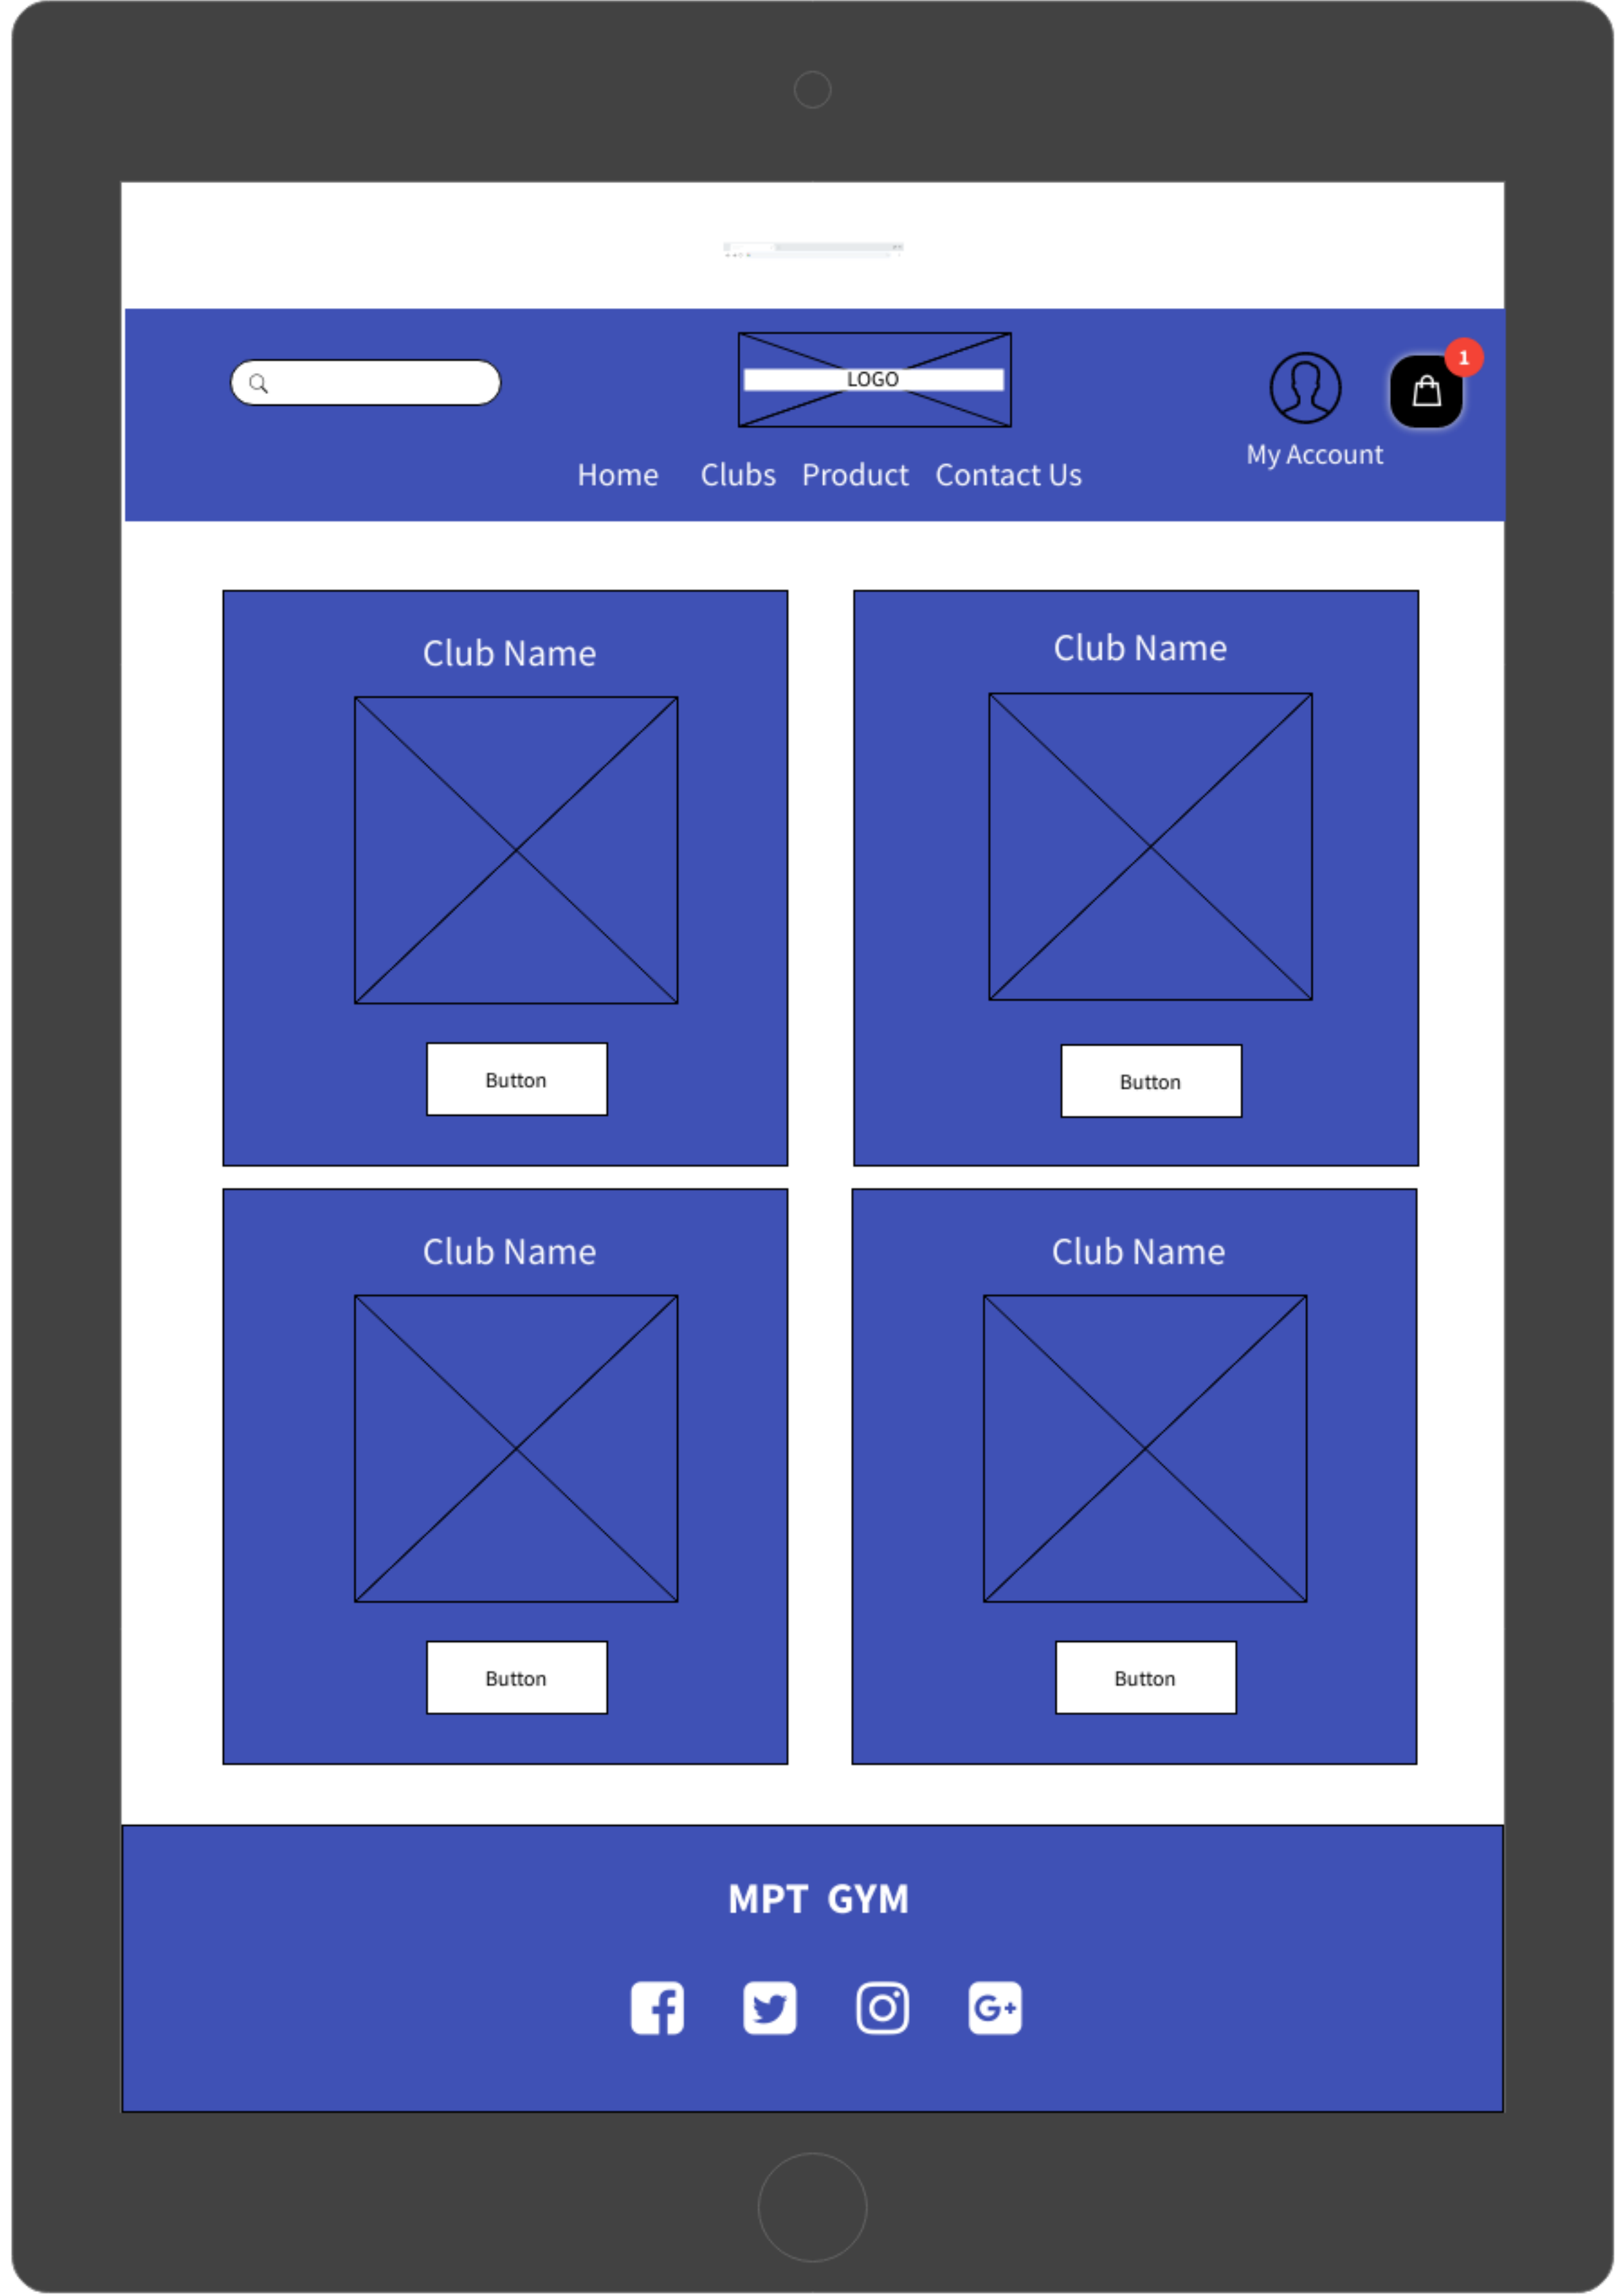 LOGO
1
My Account
Home Clubs Product Contact Us
Club Name
Club Name
Button
Button
Club Name
Club Name
Button
Button
MPT GYM